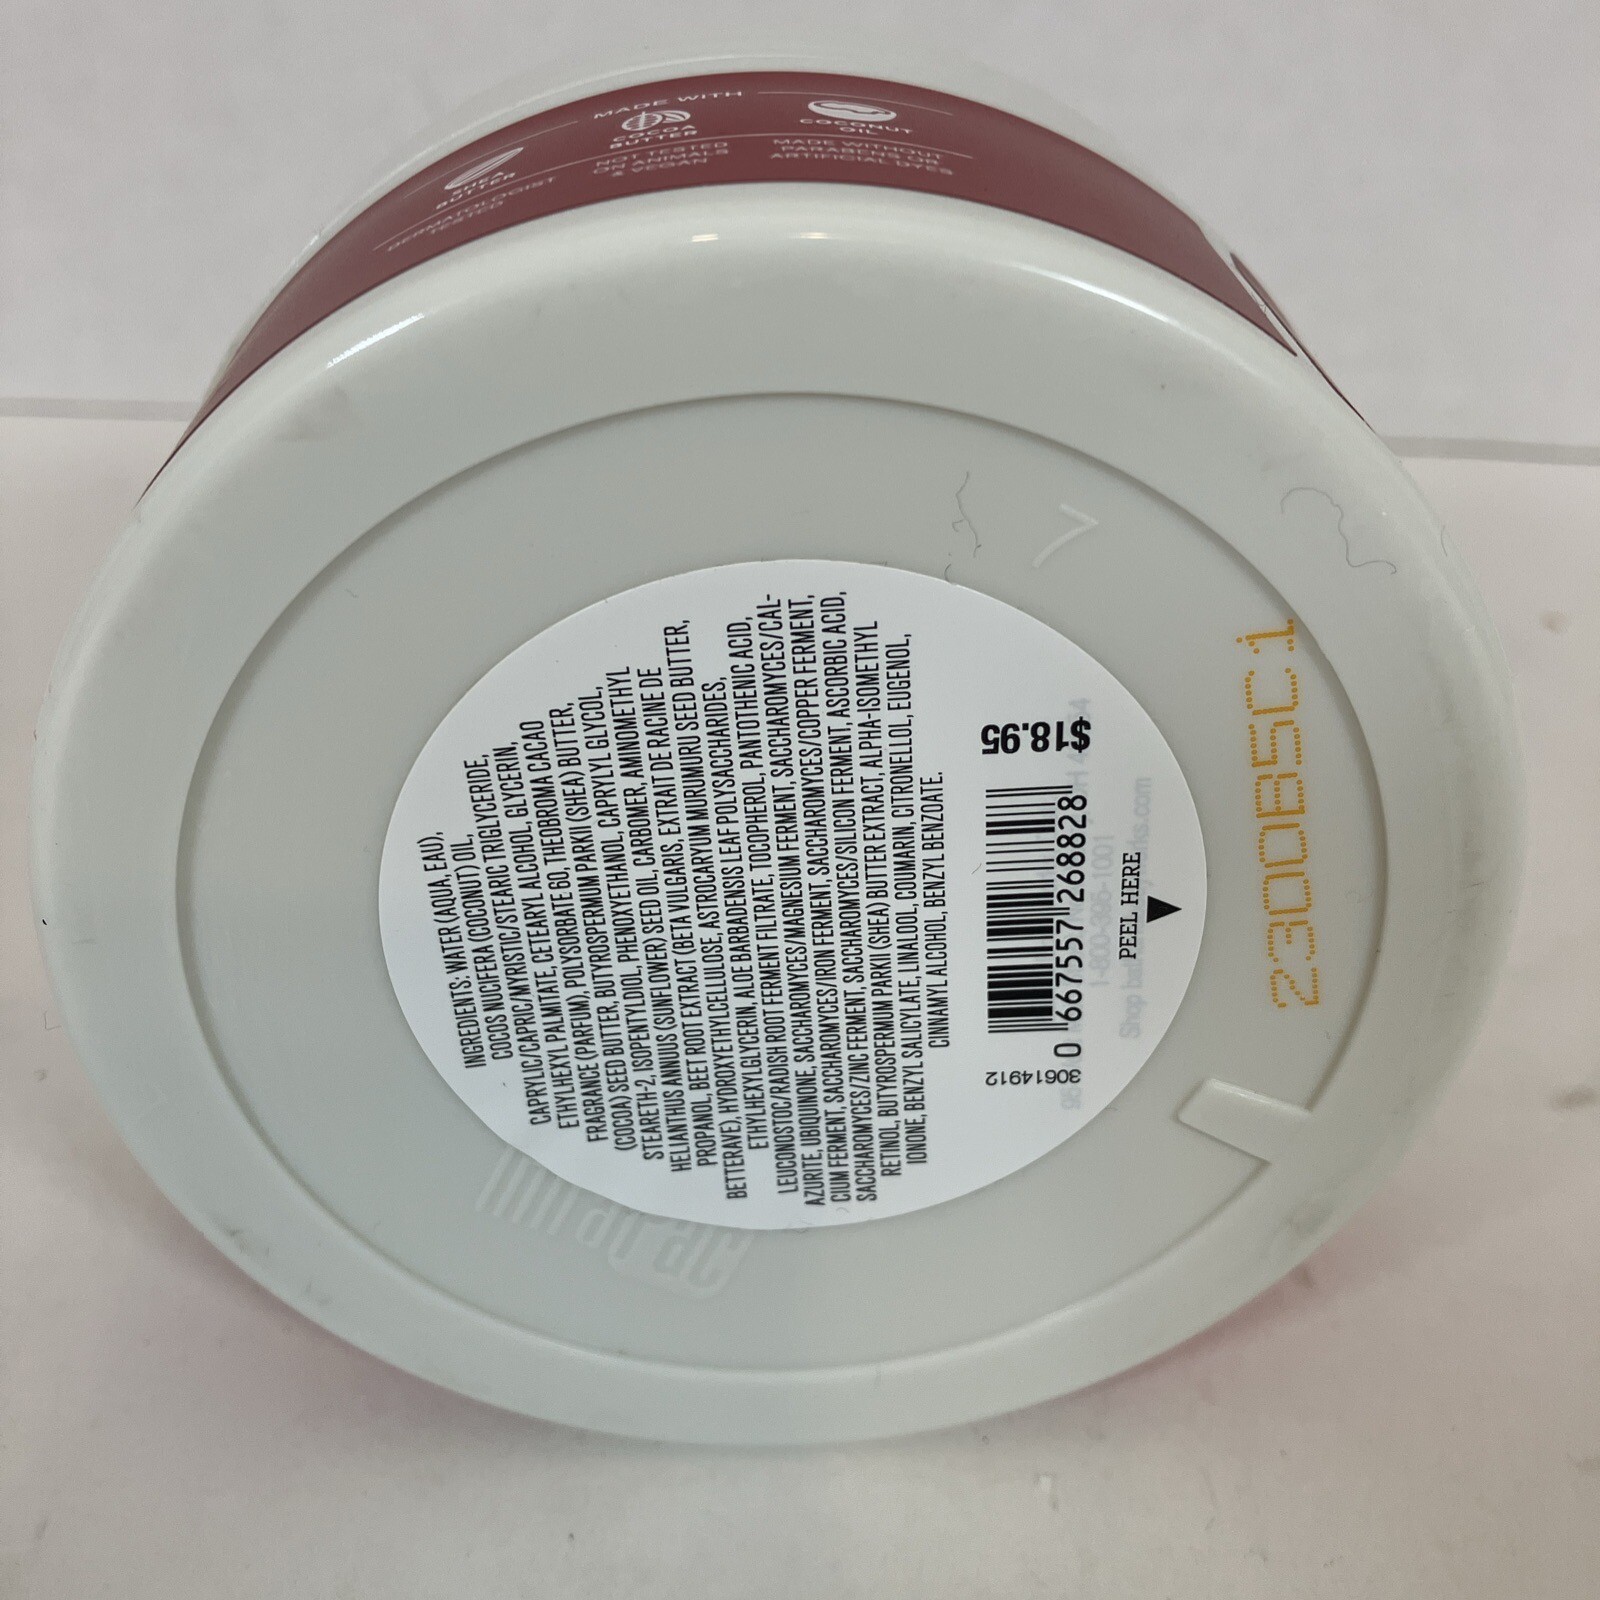 MADE WITH
SHEA
BUTTER
COCOA
BUTTER
COCONUT
OIL
DERMATOLOGIST
TESTED
NOT TESTED
ON ANIMALS
& VEGAN
MADE WITHOUT
PARABENS OR
ARTIFICIAL DYES
7
INGREDIENTS: WATER (AQUA, EAU),
COCOS NUCIFERA (COCONUT) OIL,
CAPRYLIC/CAPRIC/MYRISTIC/STEARIC TRIGLYCERIDE,
ETHYLHEXYL PALMITATE, CETEARYL ALCOHOL, GLYCERIN,
FRAGRANCE (PARFUM) POLYSORBATE 60, THEOBROMA CACAO
(COCOA) SEED BUTTER, BUTYROSPERMUM PARKII (SHEA) BUTTER,
STEARETH-2, ISOPENTYLDIOL, PHENOXYETHANOL, CAPRYLYL GLYCOL,
HELIANTHUS ANNUUS (SUNFLOWER) SEED OIL, CARBOMER, AMINOMETHYL
PROPANOL, BEET ROOT EXTRACT (BETA VULGARIS, EXTRAIT DE RACINE DE
BETTERAVE), HYDROXYETHYLCELLULOSE, ASTROCARYUM MURUMURU SEED BUTTER,
ETHYLHEXYLGLYCERIN, ALOE BARBADENSIS LEAF POLYSACCHARIDES,
LEUCONOSTOC/RADISH ROOT FERMENT FILTRATE, TOCOPHEROL, PANTOTHENIC ACID,
AZURITE, UBIQUINONE, SACCHAROMYCES/MAGNESIUM FERMENT, SACCHAROMYCES/CAL-
CIUM FERMENT, SACCHAROMYCES/IRON FERMENT, SACCHAROMYCES/COPPER FERMENT,
SACCHAROMYCES/ZINC FERMENT, SACCHAROMYCES/SILICON FERMENT, ASCORBIC ACID,
RETINOL, BUTYROSPERMUM PARKII (SHEA) BUTTER EXTRACT, ALPHA-ISOMETHYL
IONONE, BENZYL SALICYLATE, LINALOOL, COUMARIN, CITRONELLOL, EUGENOL,
CINNAMYL ALCOHOL, BENZYL BENZOATE.
$18.95
30614912
0 667557 268828
1-800-395-1001
Shop
PEEL HERE
23D0B5C1